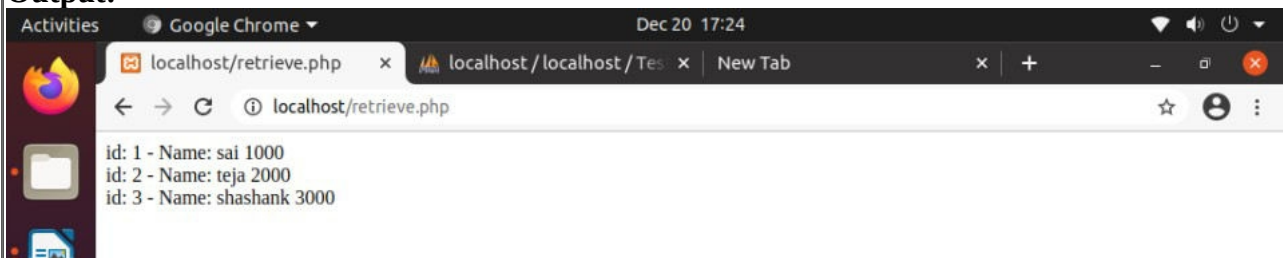 Output:
Activities Google Chrome Dec 20 17:24
localhost/retrieve.php localhost / localhost / Tes New Tab
localhost/retrieve.php
id: 1 - Name: sai 1000
id: 2 - Name: teja 2000
id: 3 - Name: shashank 3000